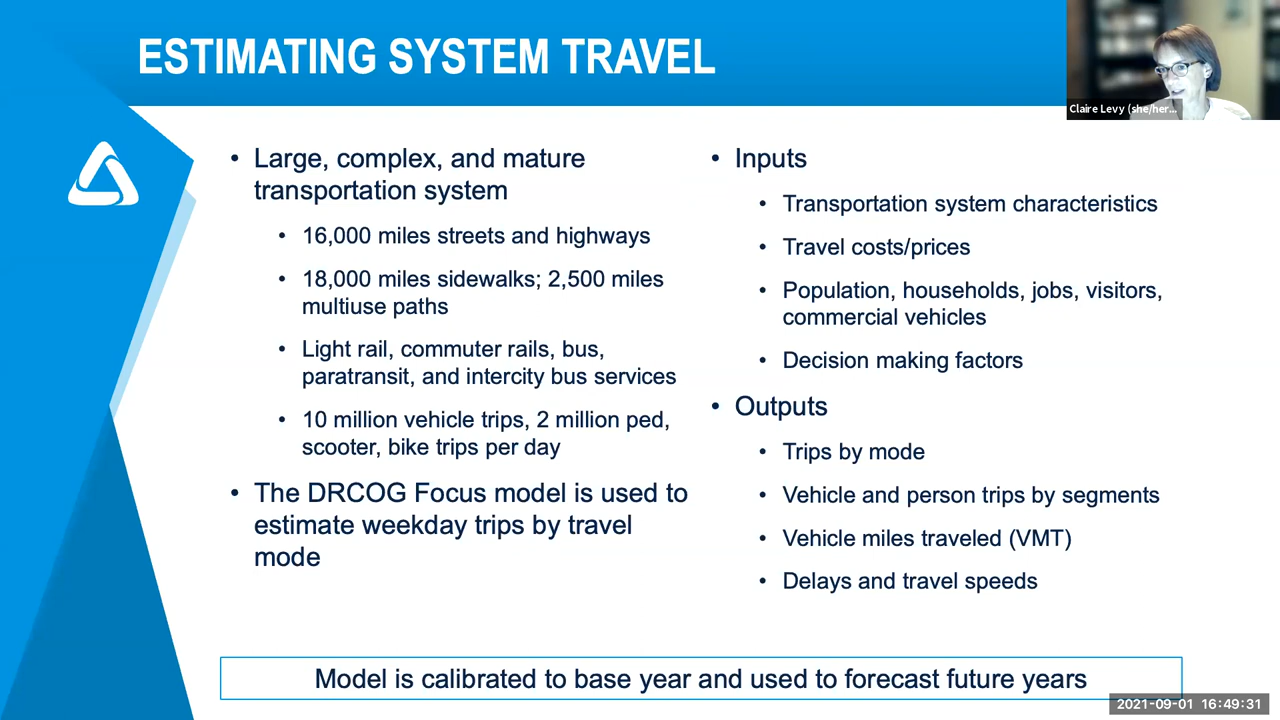 ESTIMATING SYSTEM TRAVEL
Claire Levy (she/her...
• Large, complex, and mature
transportation system
• 16,000 miles streets and highways
• 18,000 miles sidewalks; 2,500 miles
multiuse paths
• Light rail, commuter rails, bus,
paratransit, and intercity bus services
• 10 million vehicle trips, 2 million ped,
scooter, bike trips per day
• The DRCOG Focus model is used to
estimate weekday trips by travel
mode
• Inputs
• Transportation system characteristics
• Travel costs/prices
• Population, households, jobs, visitors,
commercial vehicles
• Decision making factors
• Outputs
• Trips by mode
• Vehicle and person trips by segments
• Vehicle miles traveled (VMT)
• Delays and travel speeds
Model is calibrated to base year and used to forecast future years
2021-09-01 16:49:31